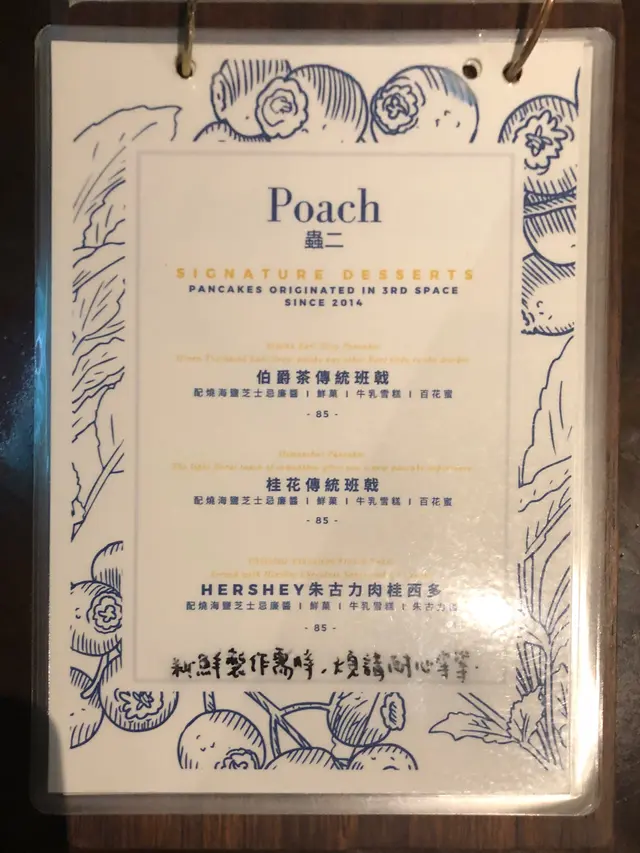 Poach
蟲二
SIGNATURE DESSERTS
PANCAKES ORIGINATED IN 3RD SPACE
SINCE 2014
伯爵茶傳統班戟
配燒海鹽芝士忌廉醬 | 鮮菓 | 牛乳雪糕 | 百花蜜
- 85 -
桂花傳統班戟
配燒海鹽芝士忌廉醬 | 鮮菓 | 牛乳雪糕 | 百花蜜
- 85 -
HERSHEY朱古力肉桂西多
配燒海鹽芝士忌廉醬 | 鮮菓 | 牛乳雪糕 | 朱古力
- 85 -
新鮮製作需時，煩請耐心等等.